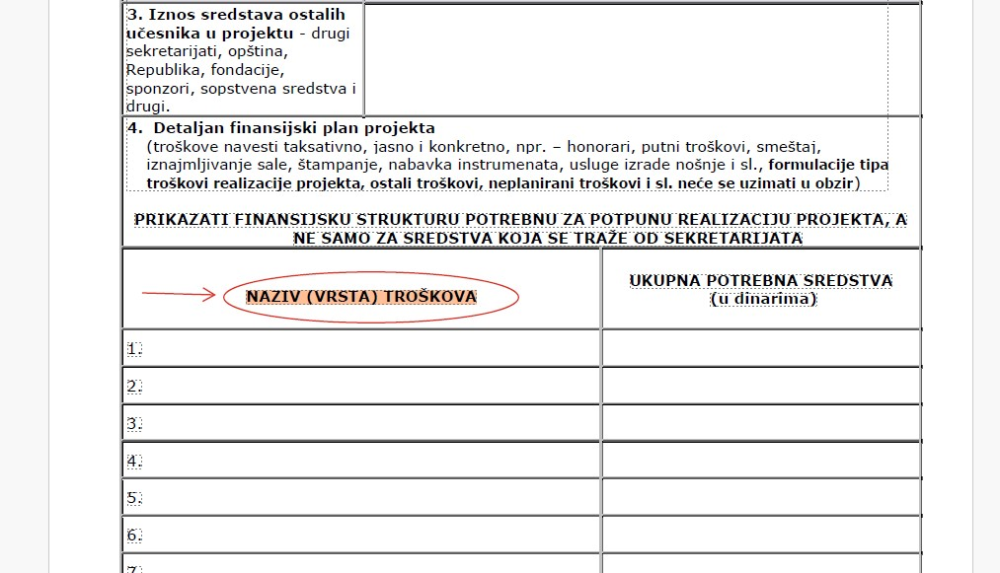 3. Iznos sredstava ostalih
učesnika u projektu - drugi
sekretarijati, opština,
Republika, fondacije,
sponzori, sopstvena sredstva i
drugi.
4. Detaljan finansijski plan projekta
(troškove navesti taksativno, jasno i konkretno, npr. – honorari, putni troškovi, smeštaj,
iznajmljivanje sale, štampanje, nabavka instrumenata, usluge izrade nošnje i sl., formulacije tipa
troškovi realizacije projekta, ostali troškovi, neplanirani troškovi i sl. neće se uzimati u obzir)
PRIKAZATI FINANSIJSKU STRUKTURU POTREBNU ZA POTPUNU REALIZACIJU PROJEKTA, A
NE SAMO ZA SREDSTVA KOJA SE TRAŽE OD SEKRETARIJATA
NAZIV (VRSTA) TROŠKOVA
UKUPNA POTREBNA SREDSTVA
(u dinarima)
1.
2.
3.
4.
5.
6.
7.